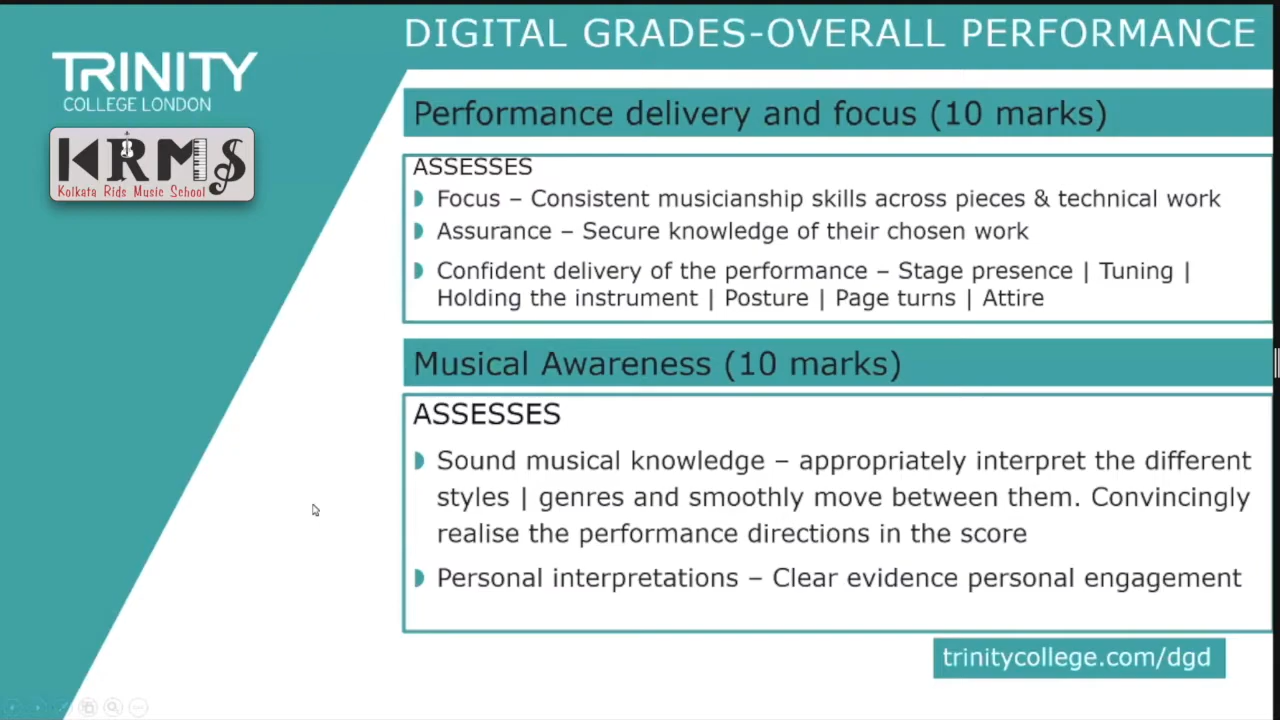 DIGITAL GRADES-OVERALL PERFORMANCE
TRINITY
COLLEGE LONDON
KRMS
Kolkata Kids Music School
Performance delivery and focus (10 marks)
ASSESSES
Focus – Consistent musicianship skills across pieces & technical work
Assurance – Secure knowledge of their chosen work
Confident delivery of the performance – Stage presence | Tuning |
Holding the instrument | Posture | Page turns | Attire
Musical Awareness (10 marks)
ASSESSES
Sound musical knowledge – appropriately interpret the different
styles | genres and smoothly move between them. Convincingly
realise the performance directions in the score
Personal interpretations – Clear evidence personal engagement
trinitycollege.com/dgd